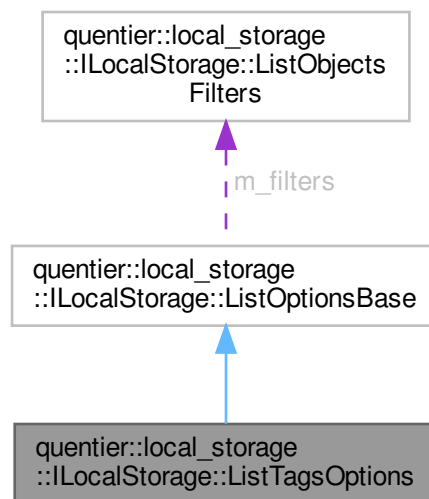 quentier::local_storage
::ILocalStorage::ListObjects
Filters
m_filters
quentier::local_storage
::ILocalStorage::ListOptionsBase
quentier::local_storage
::ILocalStorage::ListTagsOptions